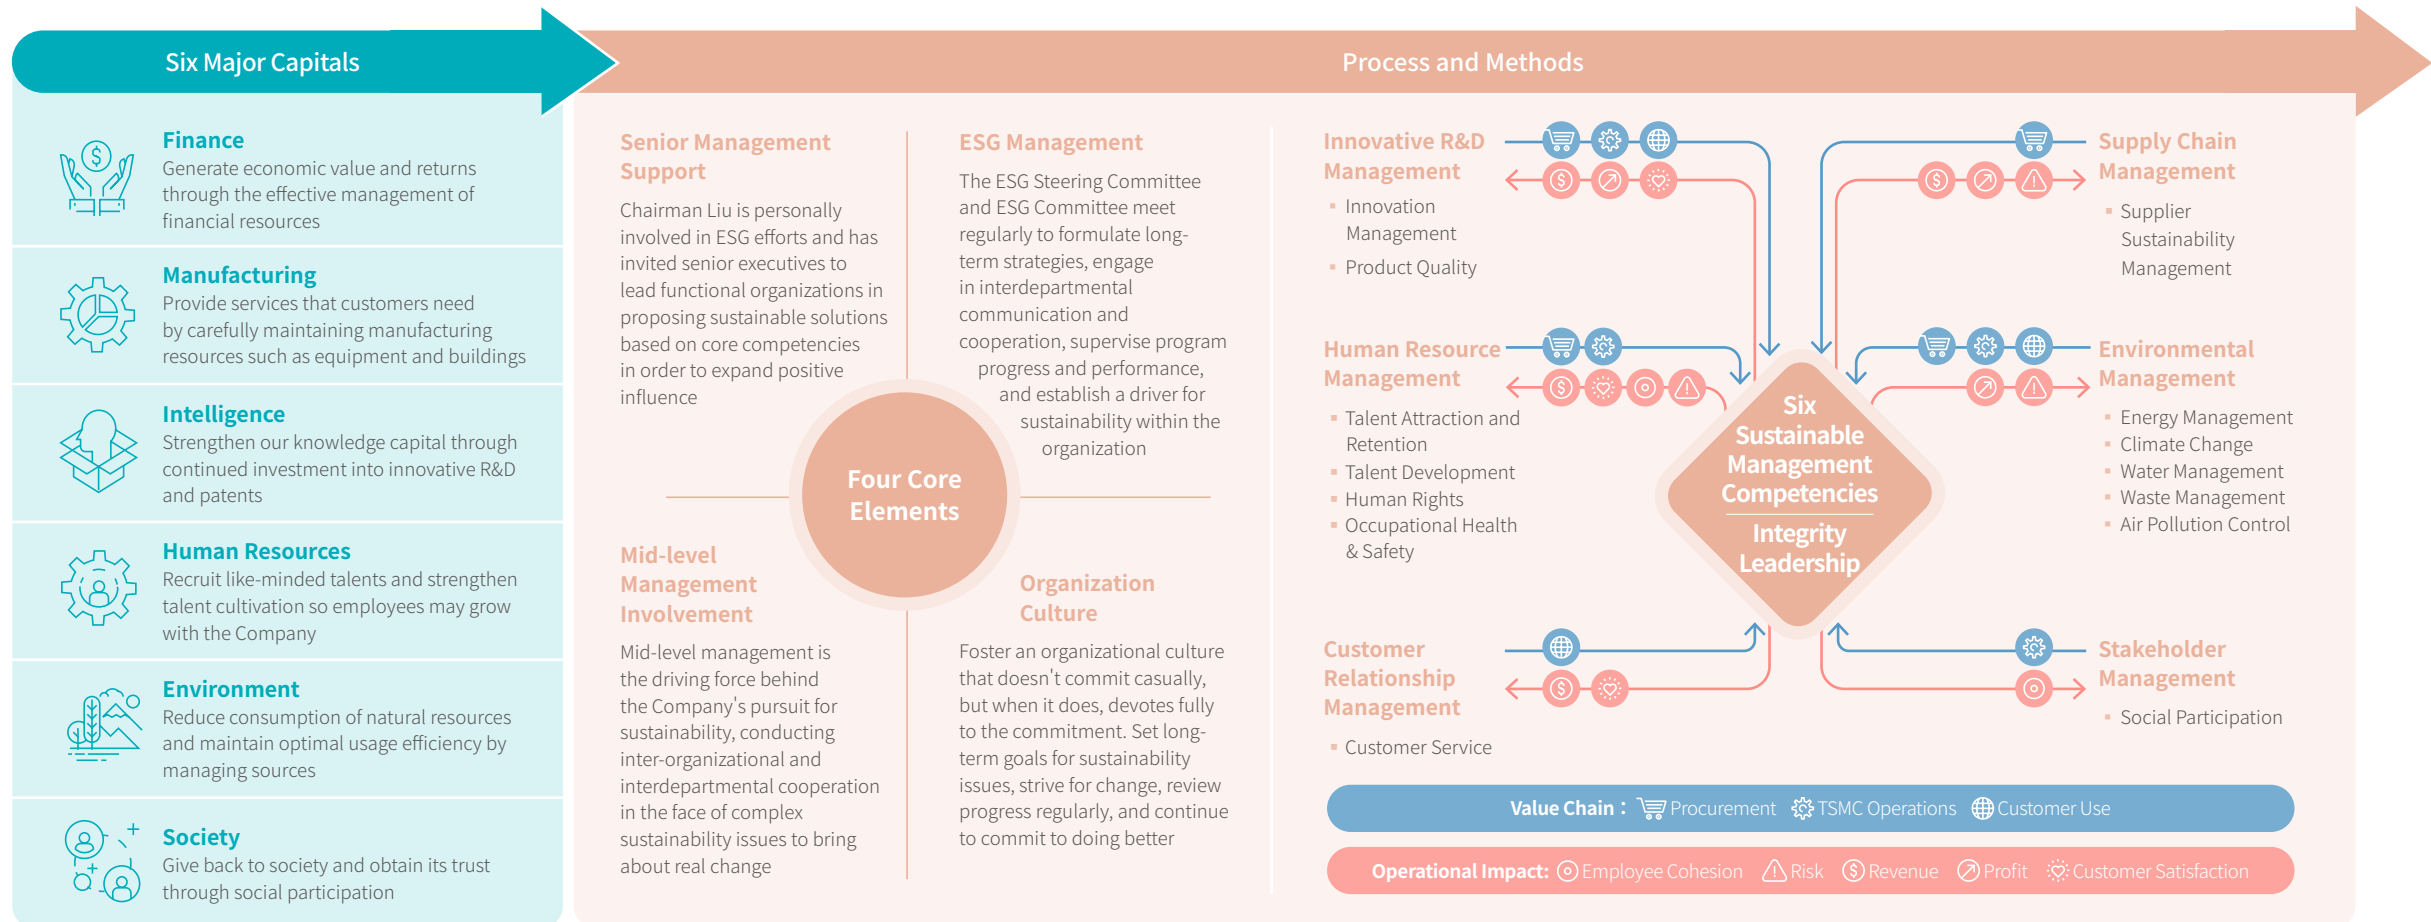 Six Major Capitals
Process and Methods
Finance
Generate economic value and returns
through the effective management of
financial resources
Manufacturing
Provide services that customers need
by carefully maintaining manufacturing
resources such as equipment and buildings
Intelligence
Strengthen our knowledge capital through
continued investment into innovative R&D
and patents
Human Resources
Recruit like-minded talents and strengthen
talent cultivation so employees may grow
with the Company
Environment
Reduce consumption of natural resources
and maintain optimal usage efficiency by
managing sources
Society
Give back to society and obtain its trust
through social participation
Senior Management
Support
Chairman Liu is personally
involved in ESG efforts and has
invited senior executives to
lead functional organizations in
proposing sustainable solutions
based on core competencies
in order to expand positive
influence
ESG Management
The ESG Steering Committee
and ESG Committee meet
regularly to formulate long-
term strategies, engage
in interdepartmental
communication and
cooperation, supervise program
progress and performance,
and establish a driver for
sustainability within the
organization
Four Core
Elements
Mid-level
Management
Involvement
Mid-level management is
the driving force behind
the Company's pursuit for
sustainability, conducting
inter-organizational and
interdepartmental cooperation
in the face of complex
sustainability issues to bring
about real change
Organization
Culture
Foster an organizational culture
that doesn't commit casually,
but when it does, devotes fully
to the commitment. Set long-
term goals for sustainability
issues, strive for change, review
progress regularly, and continue
to commit to doing better
Innovative R&D
Management
▪ Innovation
Management
▪ Product Quality
Human Resource
Management
▪ Talent Attraction and
Retention
▪ Talent Development
▪ Human Rights
▪ Occupational Health
& Safety
Customer
Relationship
Management
▪ Customer Service
Six
Sustainable
Management
Competencies
Integrity
Leadership
Supply Chain
Management
▪ Supplier
Sustainability
Management
Environmental
Management
▪ Energy Management
▪ Climate Change
▪ Water Management
▪ Waste Management
▪ Air Pollution Control
Stakeholder
Management
▪ Social Participation
Value Chain： Procurement TSMC Operations Customer Use
Operational Impact: Employee Cohesion Risk Revenue Profit Customer Satisfaction